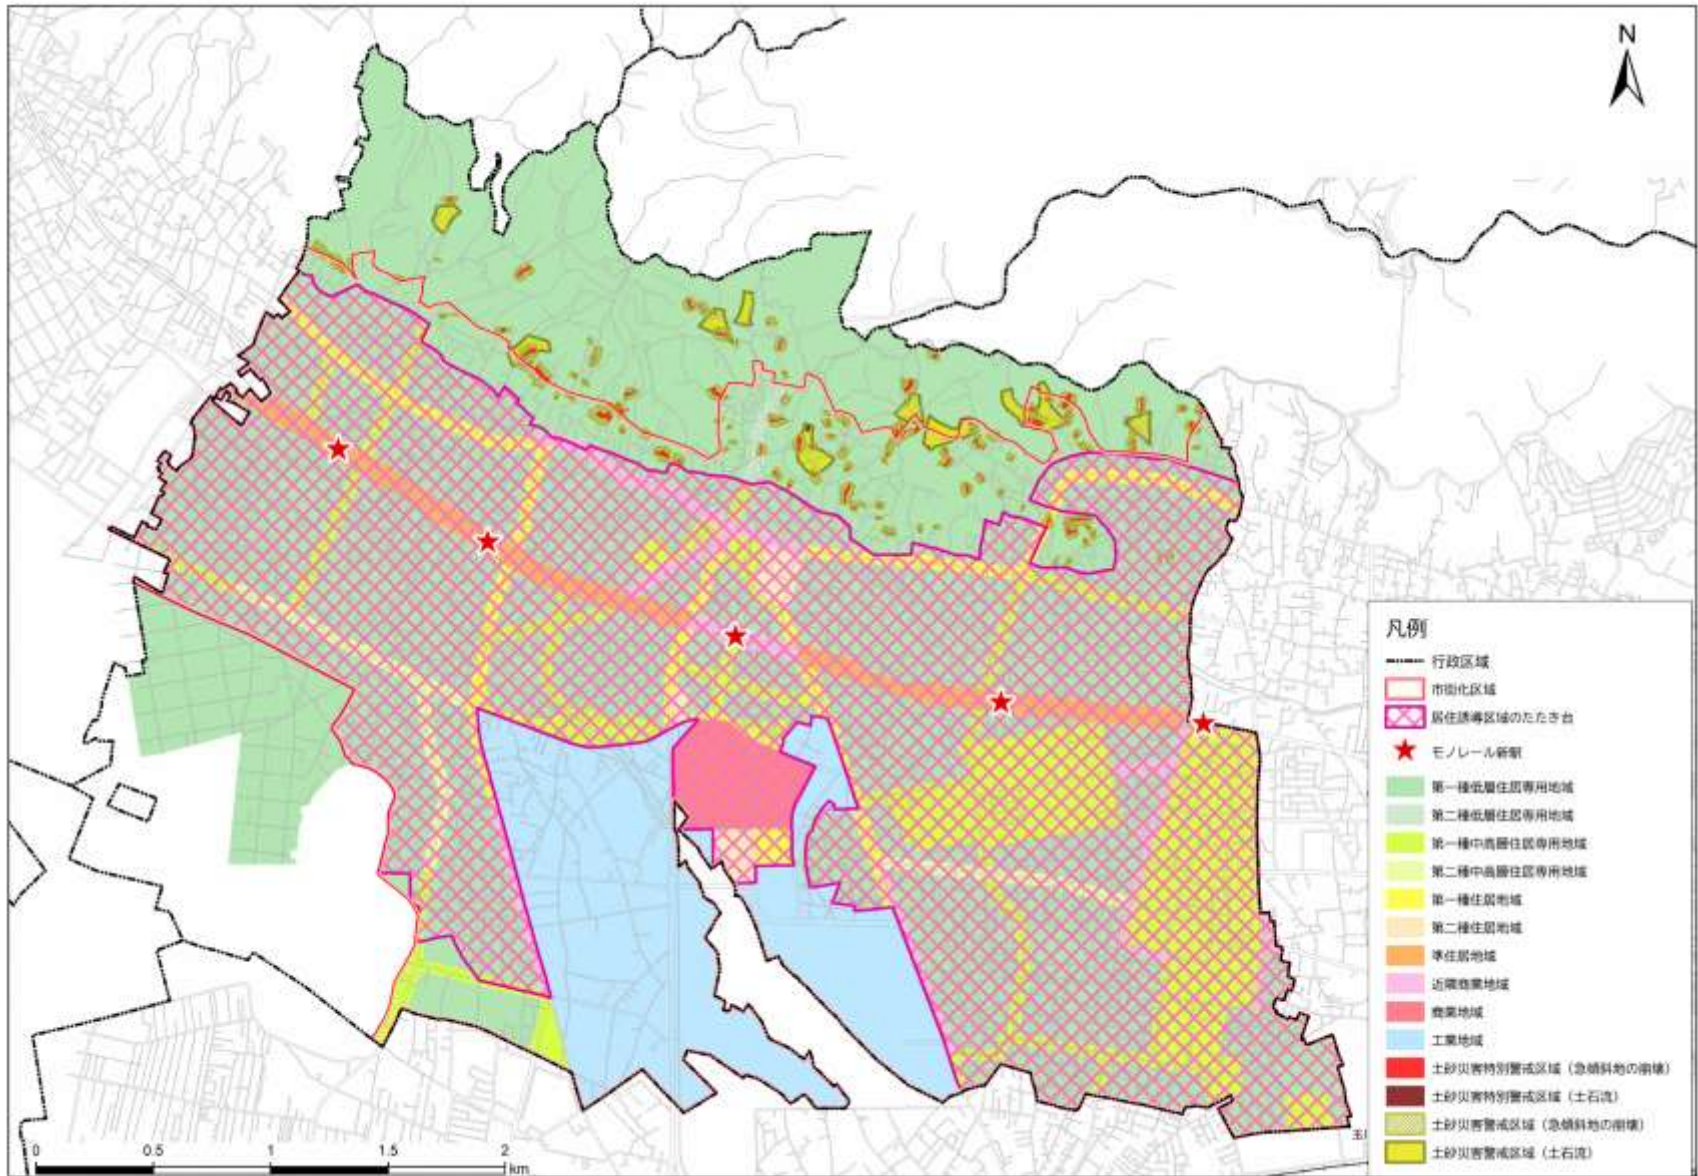 N
凡例
行政区域
市街化区域
居住誘導区域のたたき台
モノレール新駅
第一種低層住居専用地域
第二種低層住居専用地域
第一種中高層住居専用地域
第二種中高層住居専用地域
第一種住居地域
第二種住居地域
準住居地域
近隣商業地域
商業地域
工業地域
土砂災害特別警戒区域（急傾斜地の崩壊）
土砂災害特別警戒区域（土石流）
土砂災害警戒区域（急傾斜地の崩壊）
土砂災害警戒区域（土石流）
0 0.5 1 1.5 2
km